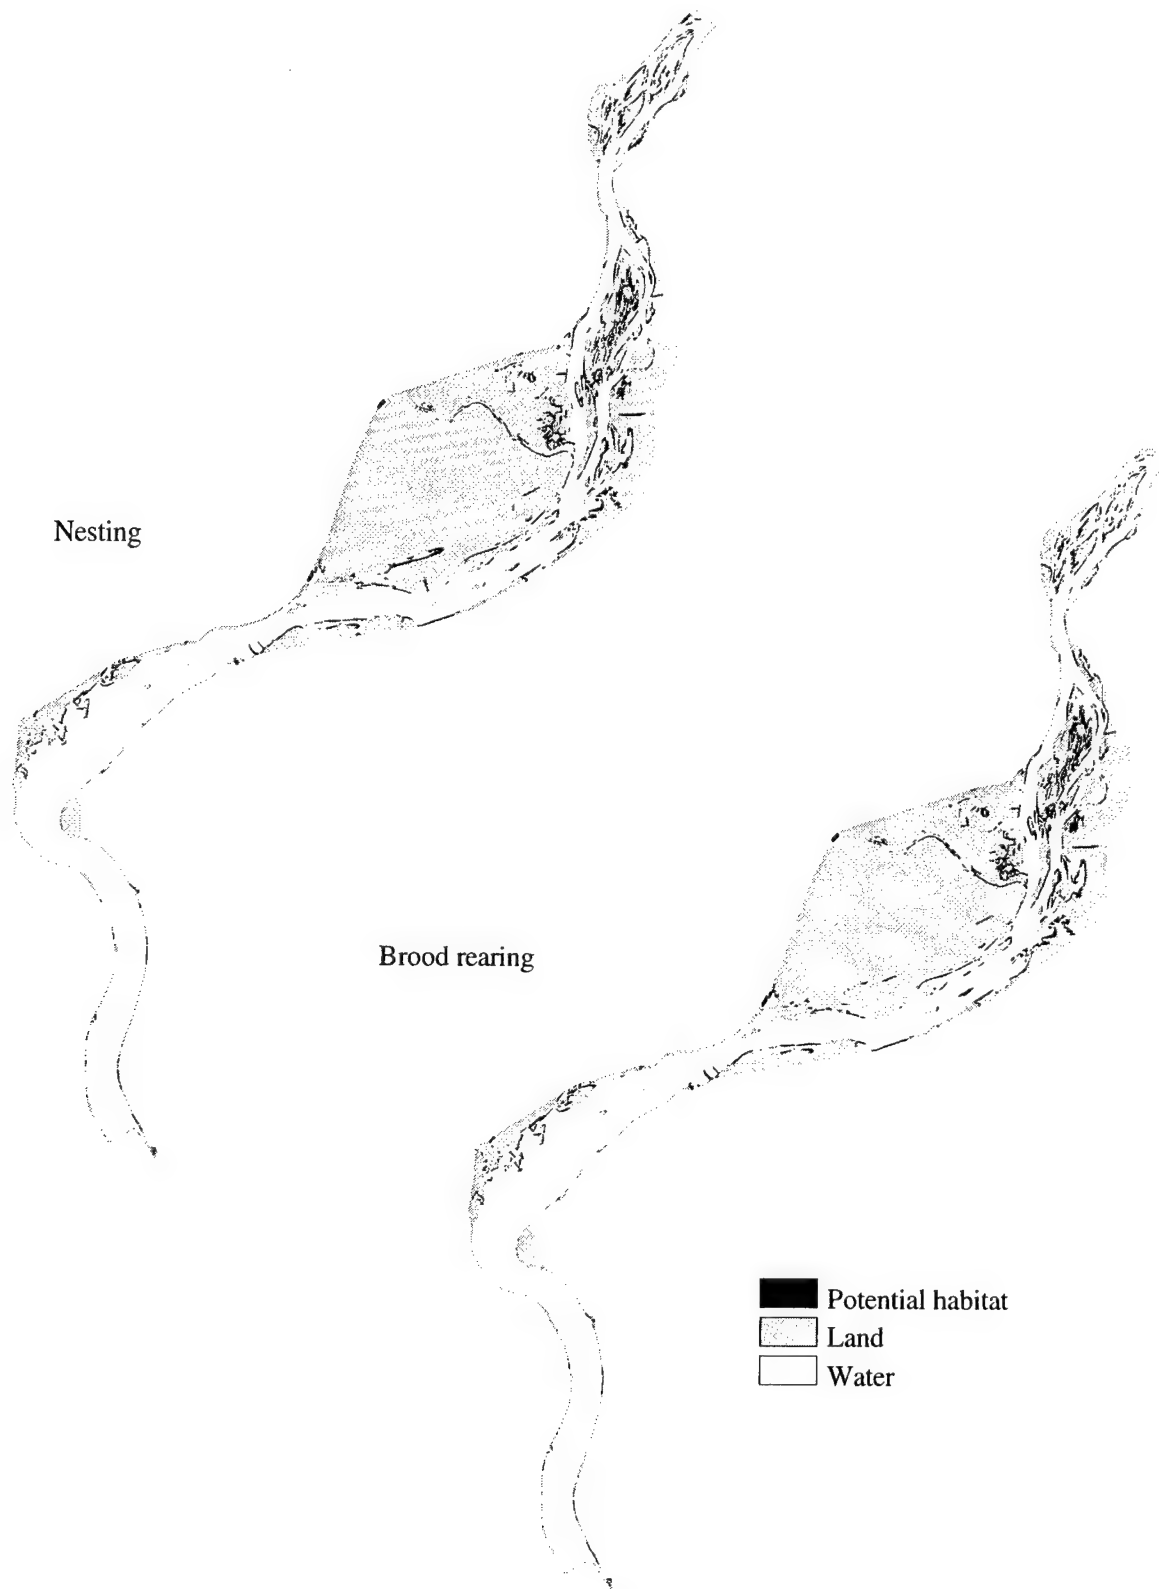 Nesting
Brood rearing
Potential habitat
Land
Water